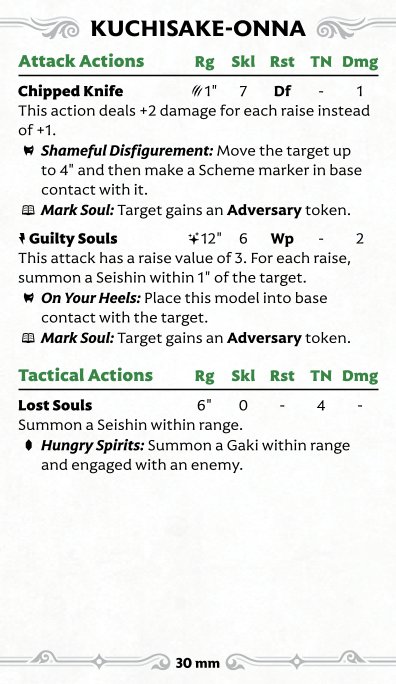 KUCHISAKE-ONNA
Attack Actions Rg Skl Rst TN Dmg
Chipped Knife 1" 7 Df - 1
This action deals +2 damage for each raise instead
of +1.
Shameful Disfigurement: Move the target up
to 4" and then make a Scheme marker in base
contact with it.
Mark Soul: Target gains an Adversary token.
Guilty Souls 12" 6 Wp - 2
This attack has a raise value of 3. For each raise,
summon a Seishin within 1" of the target.
On Your Heels: Place this model into base
contact with the target.
Mark Soul: Target gains an Adversary token.
Tactical Actions Rg Skl Rst TN Dmg
Lost Souls 6" 0 - 4 -
Summon a Seishin within range.
Hungry Spirits: Summon a Gaki within range
and engaged with an enemy.
30 mm